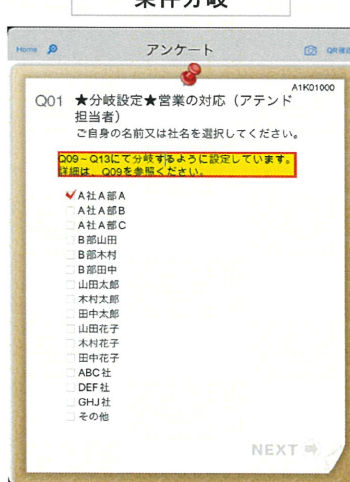 条件分岐
Home
アンケート
QR確認
A1K01000
Q01 ★分岐設定★営業の対応(アテンド
担当者)
ご自身の名前又は社名を選択してください。
Q09~Q13にて分岐するように設定しています。
詳細は、Q09を参照ください。
A社A部A
A社A部B
A社A部C
B部山田
B部木村
B部田中
山田太郎
木村太郎
田中太郎
山田花子
木村花子
田中花子
ABC社
DEF社
GHJ社
その他
NEXT